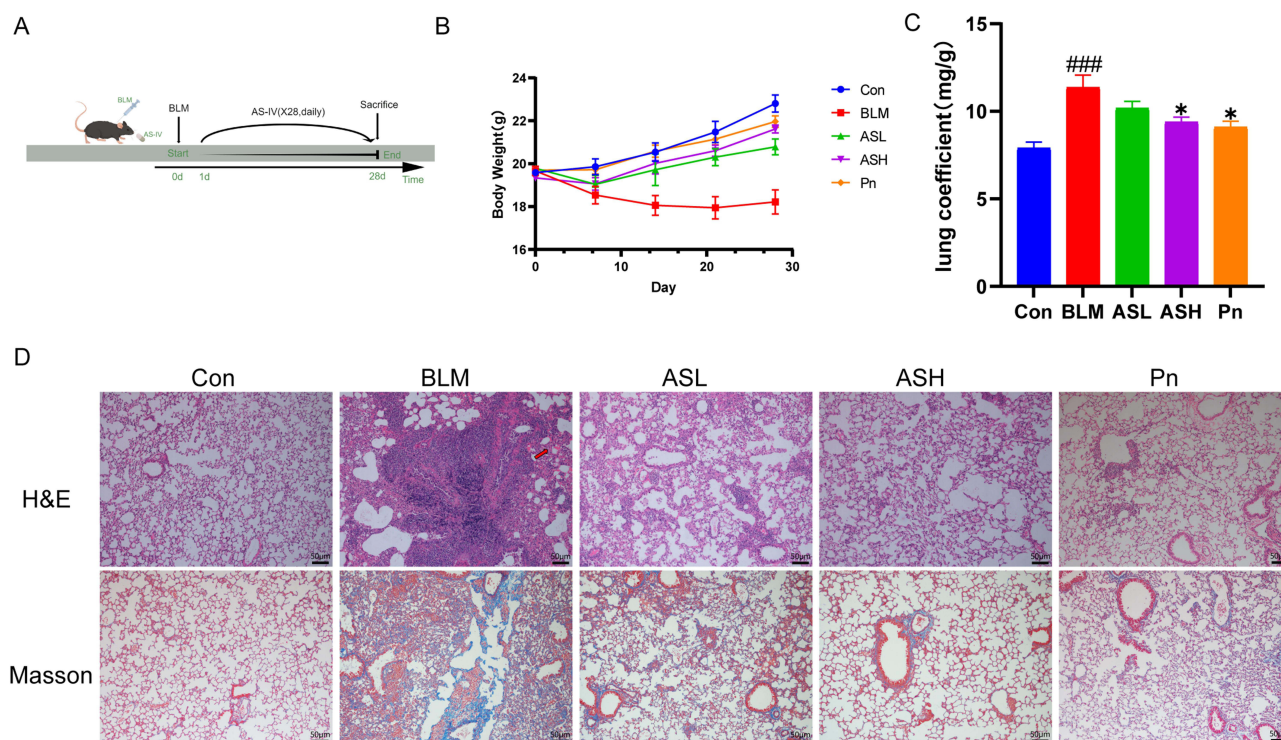 A
BLM
AS-IV
BLM
AS-IV(X28,daily)
Sacrifice
Start
End
0d
1d
28d
Time
B
Body Weight(g)
24
22
20
18
16
0
10
20
30
Day
Con
BLM
ASL
ASH
Pn
C
lung coefficient(mg/g)
15
10
5
0
###
*
*
Con
BLM
ASL
ASH
Pn
D
Con
BLM
ASL
ASH
Pn
H&E
50μm
50μm
50μm
50μm
50
Masson
50μm
50μm
50μm
50μm
50μm